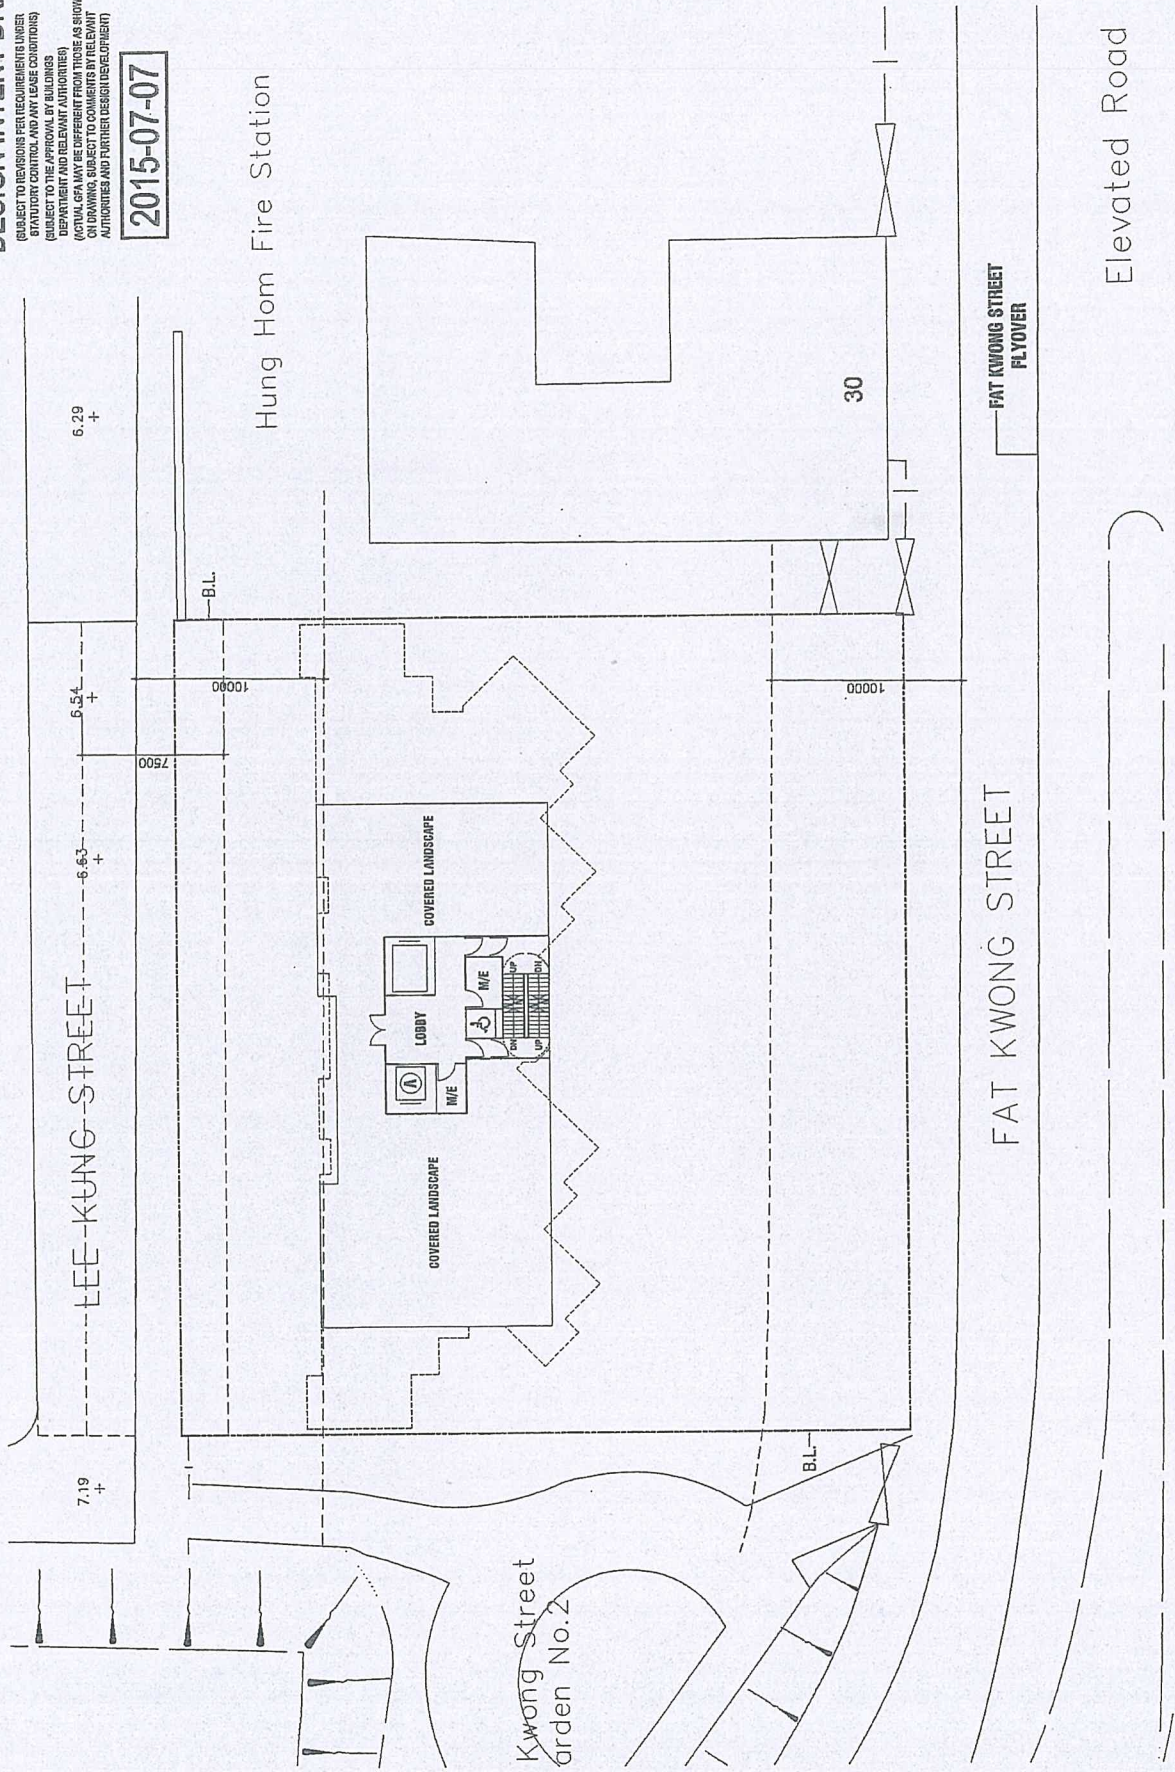 (SUBJECT TO REVISIONS PER REQUIREMENTS UNDER
STATUTORY CONTROL AND ANY LEASE CONDITIONS)
(SUBJECT TO THE APPROVAL BY BUILDINGS
DEPARTMENT AND RELEVANT AUTHORITIES)
(ACTUAL GFA MAY BE DIFFERENT FROM THOSE AS SHOW
ON DRAWING, SUBJECT TO COMMENTS BY RELEVANT
AUTHORITIES AND FURTHER DESIGN DEVELOPMENT)
2015-07-07
7.19
LEE KUNG STREET
6.63
6.54
6.29
7500
10000
B.L.
Hung Hom Fire Station
COVERED LANDSCAPE
M/E
A
LOBBY
DN
UP
M/E
UP
DN
COVERED LANDSCAPE
Kwong Street
arden No.2
B.L.
10000
30
FAT KWONG STREET
FAT KWONG STREET
FLYOVER
Elevated Road